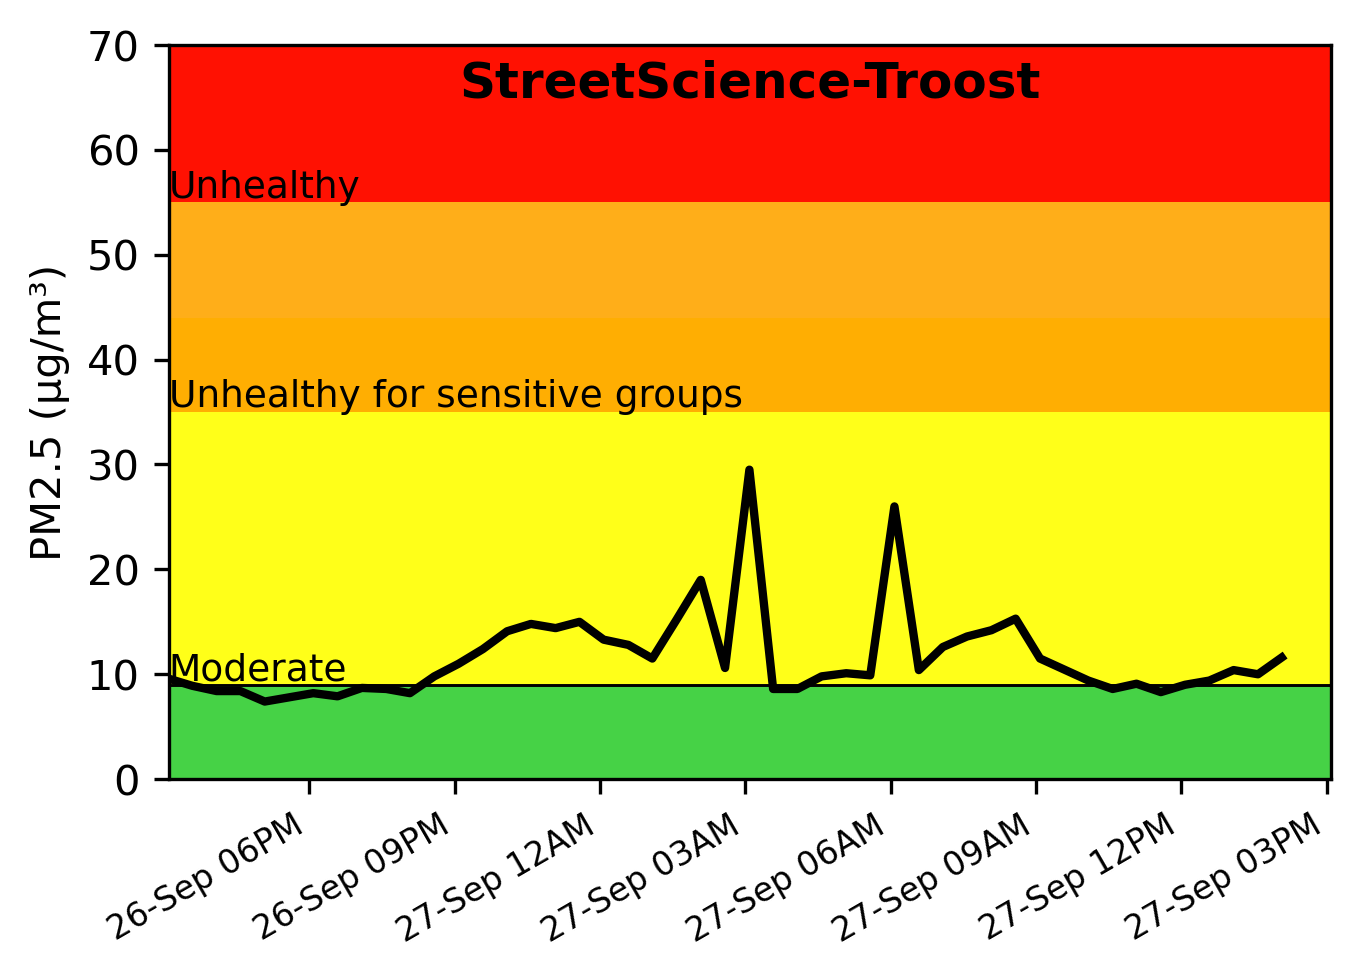 StreetScience-Troost
PM2.5 (µg/m³)
70
60
50
40
30
20
10
0
Unhealthy
Unhealthy for sensitive groups
Moderate
26-Sep 06PM
26-Sep 09PM
27-Sep 12AM
27-Sep 03AM
27-Sep 06AM
27-Sep 09AM
27-Sep 12PM
27-Sep 03PM